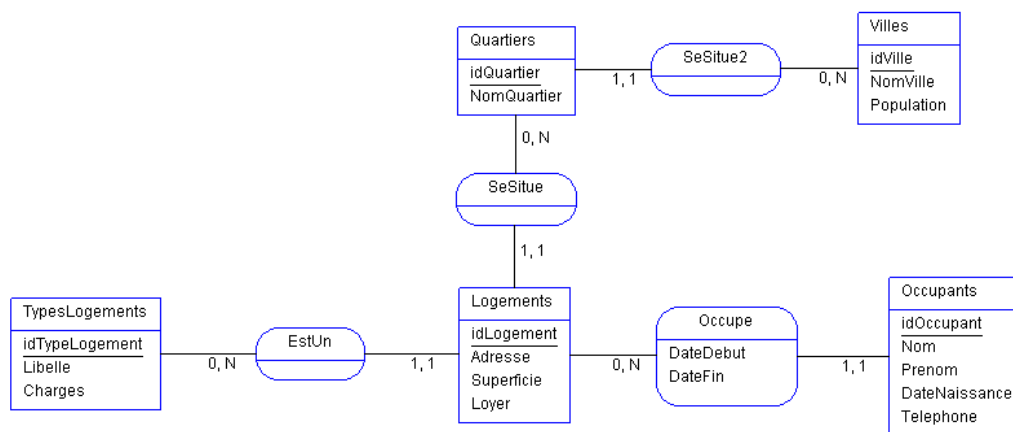 Quartiers
idQuartier
NomQuartier
1, 1
SeSitue2
0, N
Villes
idVille
NomVille
Population
0, N
SeSitue
1, 1
TypesLogements
idTypeLogement
Libelle
Charges
0, N
EstUn
1, 1
Logements
idLogement
Adresse
Superficie
Loyer
0, N
Occupe
DateDebut
DateFin
1, 1
Occupants
idOccupant
Nom
Prenom
DateNaissance
Telephone